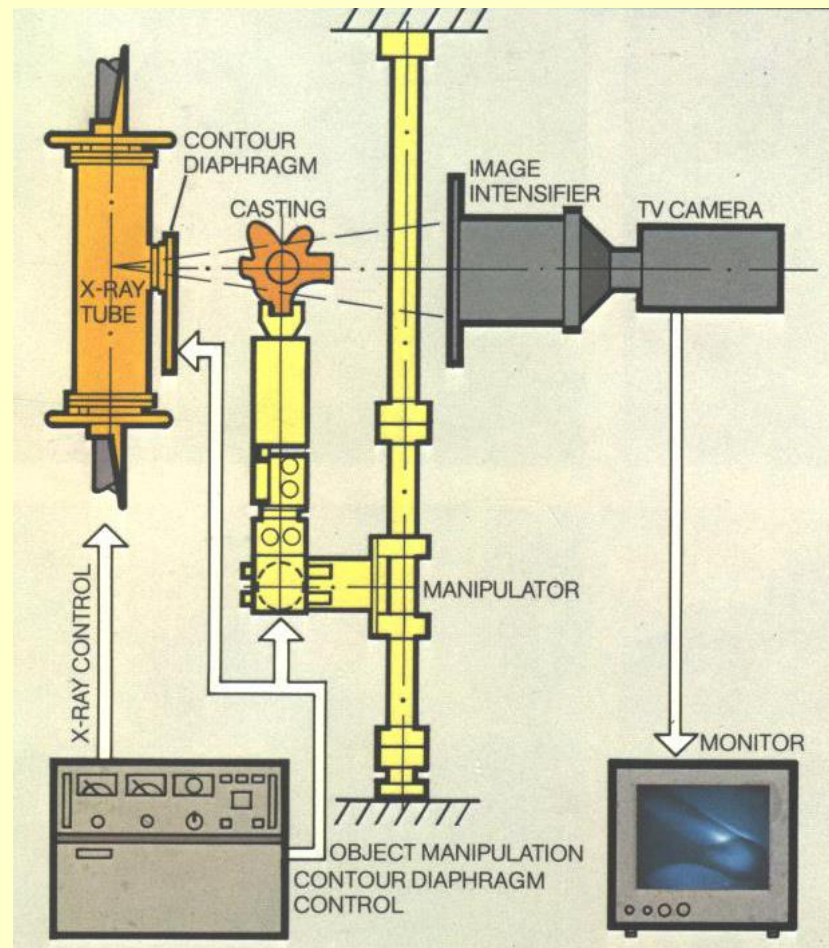 CONTOUR
DIAPHRAGM
CASTING
IMAGE
INTENSIFIER
TV CAMERA
X-RAY
TUBE
MANIPULATOR
X-RAY CONTROL
MONITOR
OBJECT MANIPULATION
CONTOUR DIAPHRAGM
CONTROL